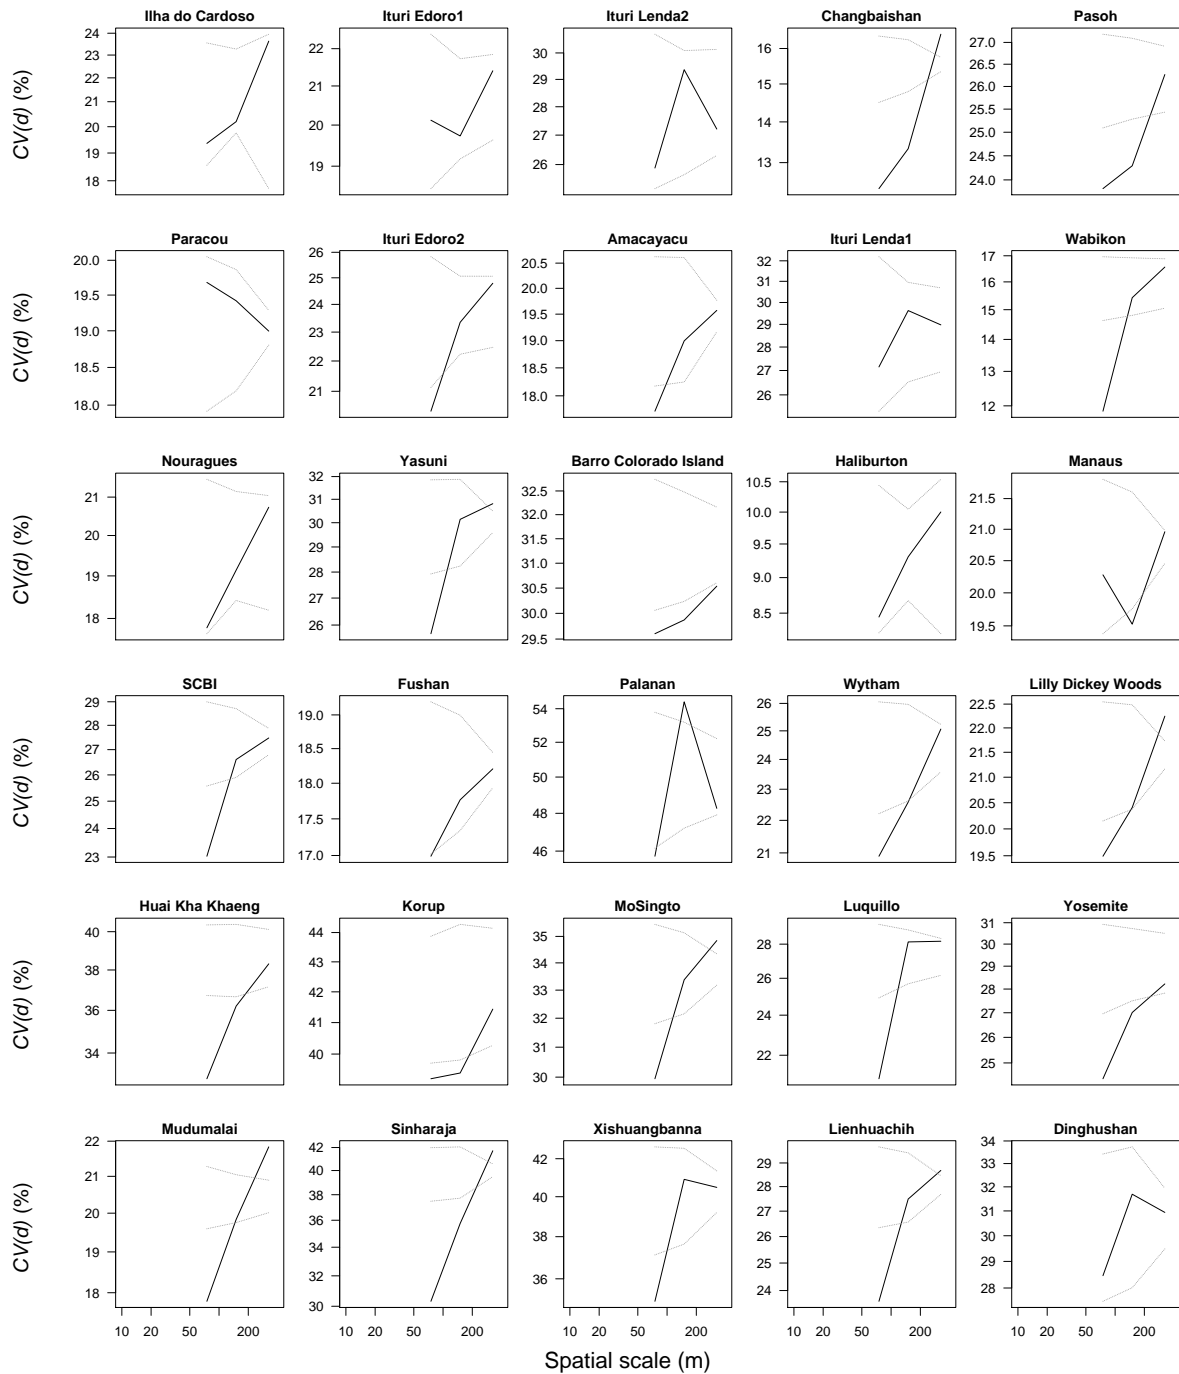 Ilha do Cardoso Ituri Edoro1 Ituri Lenda2 Changbaishan Pasoh
CV(d) (%)
24 23 22 21 20 19 18
22 21 20 19
30 29 28 27 26
16 15 14 13
27.0 26.5 26.0 25.5 25.0 24.5 24.0
Paracou Ituri Edoro2 Amacayacu Ituri Lenda1 Wabikon
CV(d) (%)
20.0 19.5 19.0 18.5 18.0
26 25 24 23 22 21
20.5 20.0 19.5 19.0 18.5 18.0
32 31 30 29 28 27 26
17 16 15 14 13 12
Nouragues Yasuni Barro Colorado Island Haliburton Manaus
CV(d) (%)
21 20 19 18
32 31 30 29 28 27 26
32.5 32.0 31.5 31.0 30.5 30.0 29.5
10.5 10.0 9.5 9.0 8.5
21.5 21.0 20.5 20.0 19.5
SCBI Fushan Palanan Wytham Lilly Dickey Woods
CV(d) (%)
29 28 27 26 25 24 23
19.0 18.5 18.0 17.5 17.0
54 52 50 48 46
26 25 24 23 22 21
22.5 22.0 21.5 21.0 20.5 20.0 19.5
Huai Kha Khaeng Korup MoSingto Luquillo Yosemite
CV(d) (%)
40 38 36 34
44 43 42 41 40
35 34 33 32 31 30
28 26 24 22
31 30 29 28 27 26 25
Mudumalai Sinharaja Xishuangbanna Lienhuachih Dinghushan
CV(d) (%)
22 21 20 19 18
42 40 38 36 34 32 30
42 40 38 36
29 28 27 26 25 24
34 33 32 31 30 29 28
10 20 50 200 10 20 50 200 10 20 50 200 10 20 50 200 10 20 50 200
Spatial scale (m)